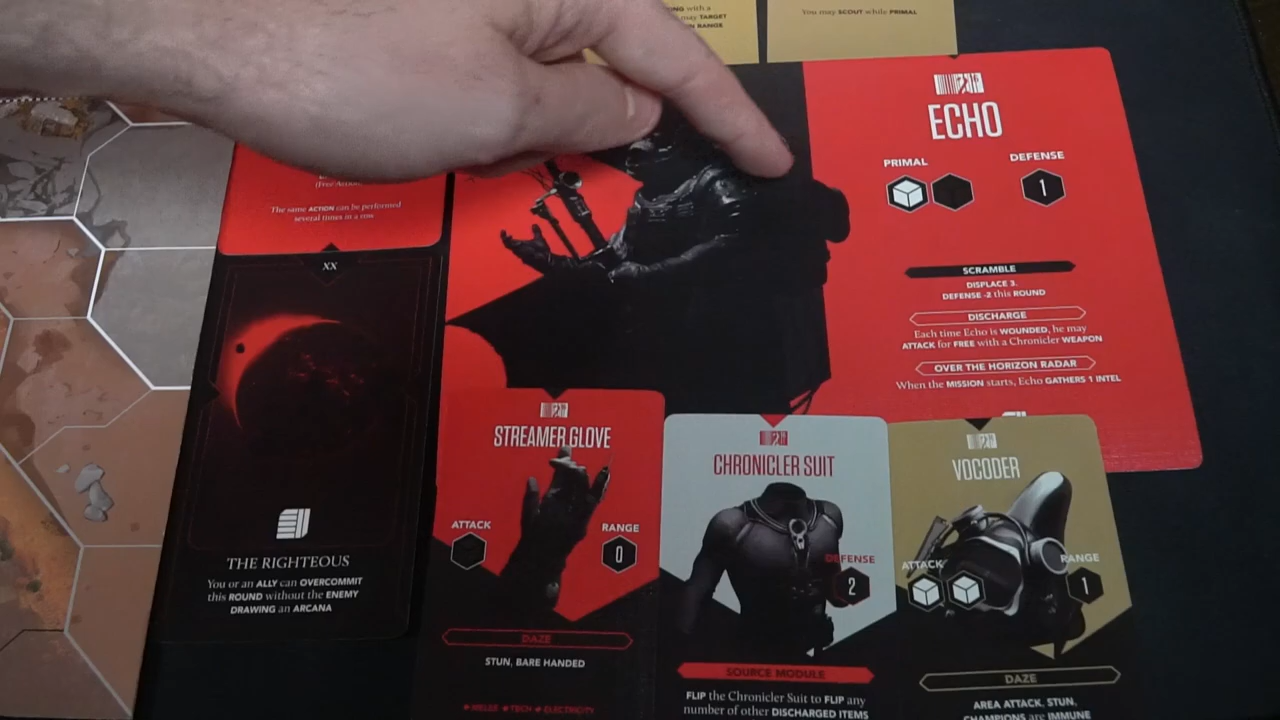 You may SCOUT while PRIMAL
ECHO
PRIMAL
DEFENSE
1
SCRAMBLE
DISPLACE 3.
DEFENSE -2 this ROUND
DISCHARGE
Each time Echo is WOUNDED, he may
ATTACK for FREE with a Chronicler WEAPON
OVER THE HORIZON RADAR
When the MISSION starts, Echo GATHERS 1 INTEL
The same ACTION can be performed
several times in a row
XX
THE RIGHTEOUS
You or an ALLY can OVERCOMMIT
this ROUND without the ENEMY
DRAWING an ARCANA
STREAMER GLOVE
ATTACK
RANGE
0
DAZE
STUN, BARE HANDED
TECH ELECTRICITY
CHRONICLER SUIT
DEFENSE
2
SOURCE MODULE
FLIP the Chronicler Suit to FLIP any
number of other DISCHARGED ITEMS
VOCODER
ATTACK
RANGE
1
DAZE
AREA ATTACK, STUN.
CHAMPIONS are IMMUNE